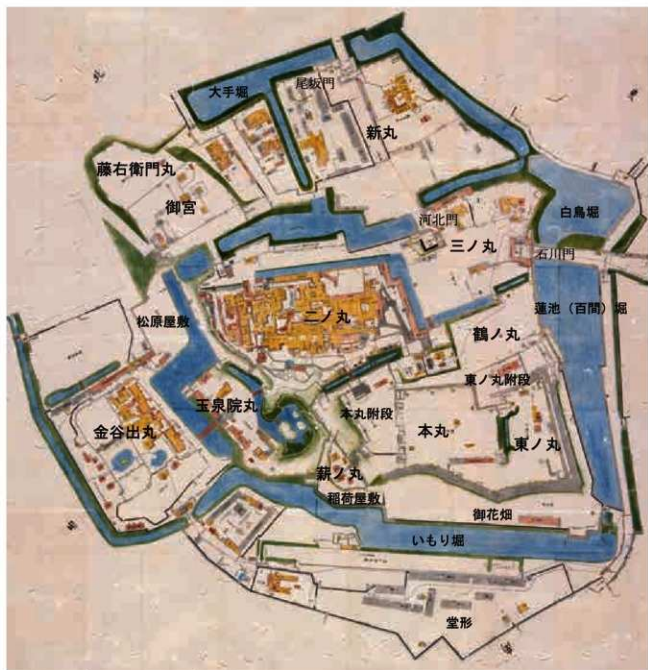 大手堀
尾坂門
新丸
藤右衛門丸
御宮
河北門
三ノ丸
白鳥堀
石川門
蓮池（百間）堀
松原屋敷
二ノ丸
鶴ノ丸
東ノ丸附段
玉泉院丸
本丸附段
本丸
東ノ丸
金谷出丸
薪ノ丸
稲荷屋敷
御花畑
いもり堀
堂形